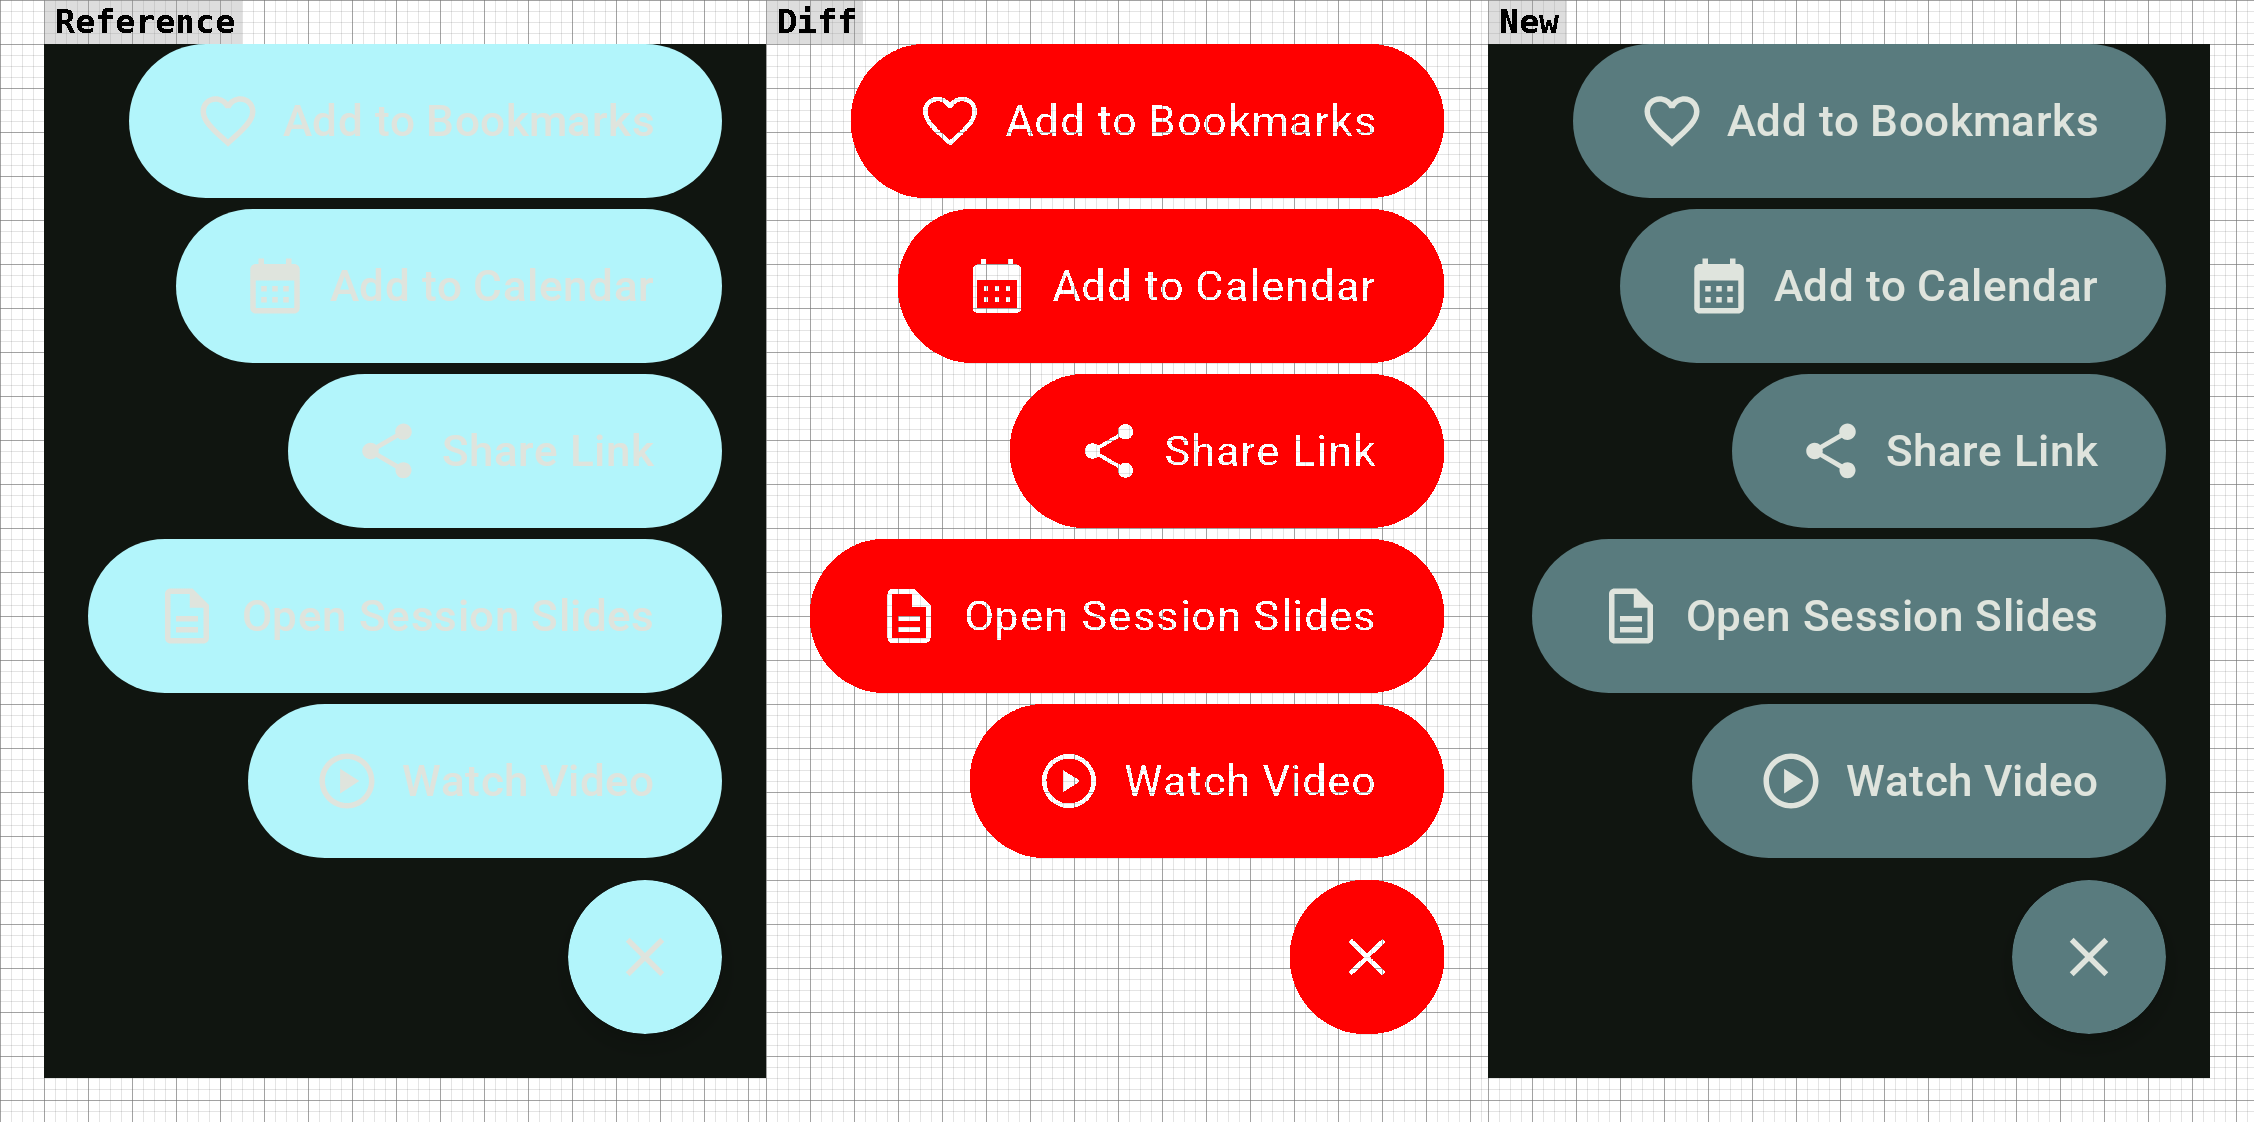 Reference Diff New
Add to Bookmarks Add to Bookmarks Add to Bookmarks
Add to Calendar Add to Calendar Add to Calendar
Share Link Share Link Share Link
Open Session Slides Open Session Slides Open Session Slides
Watch Video Watch Video Watch Video